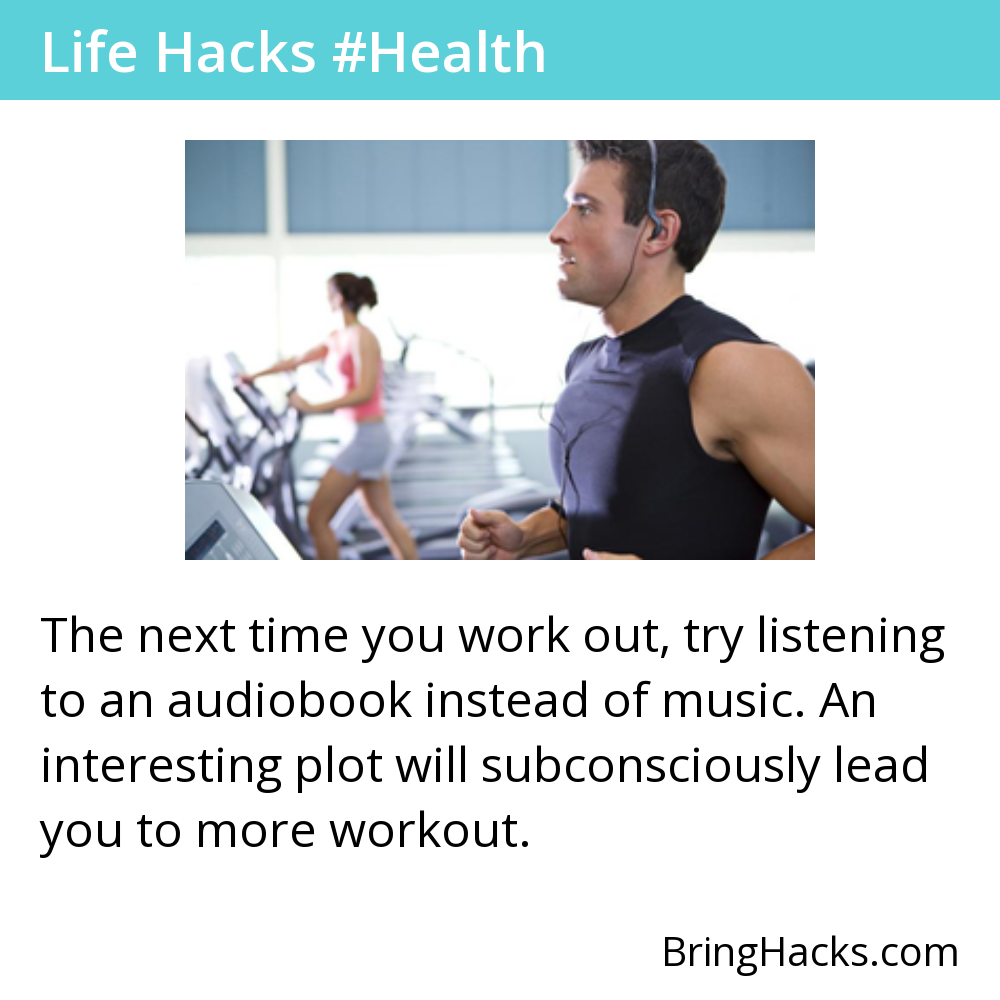 Life Hacks #Health
The next time you work out, try listening
to an audiobook instead of music. An
interesting plot will subconsciously lead
you to more workout.
BringHacks.com